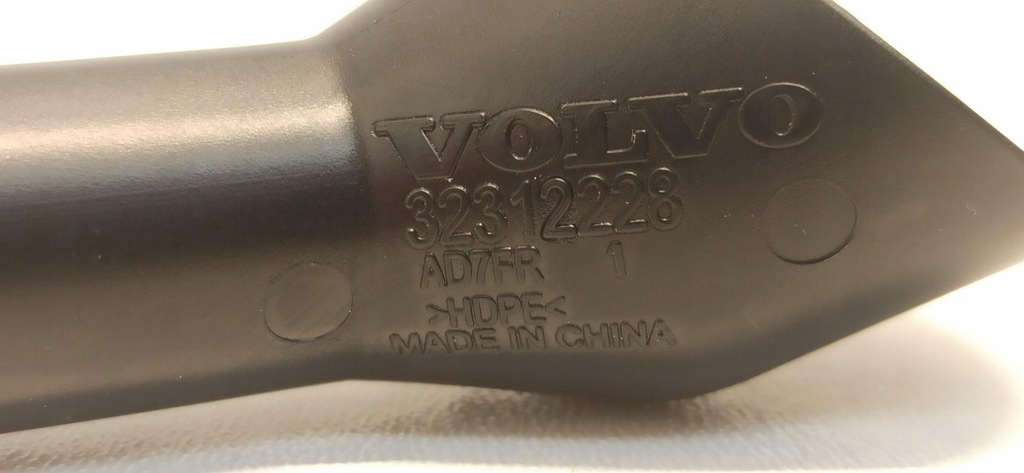 VOLVO
32312228
AD7FR 1
>HDPE<
MADE IN CHINA